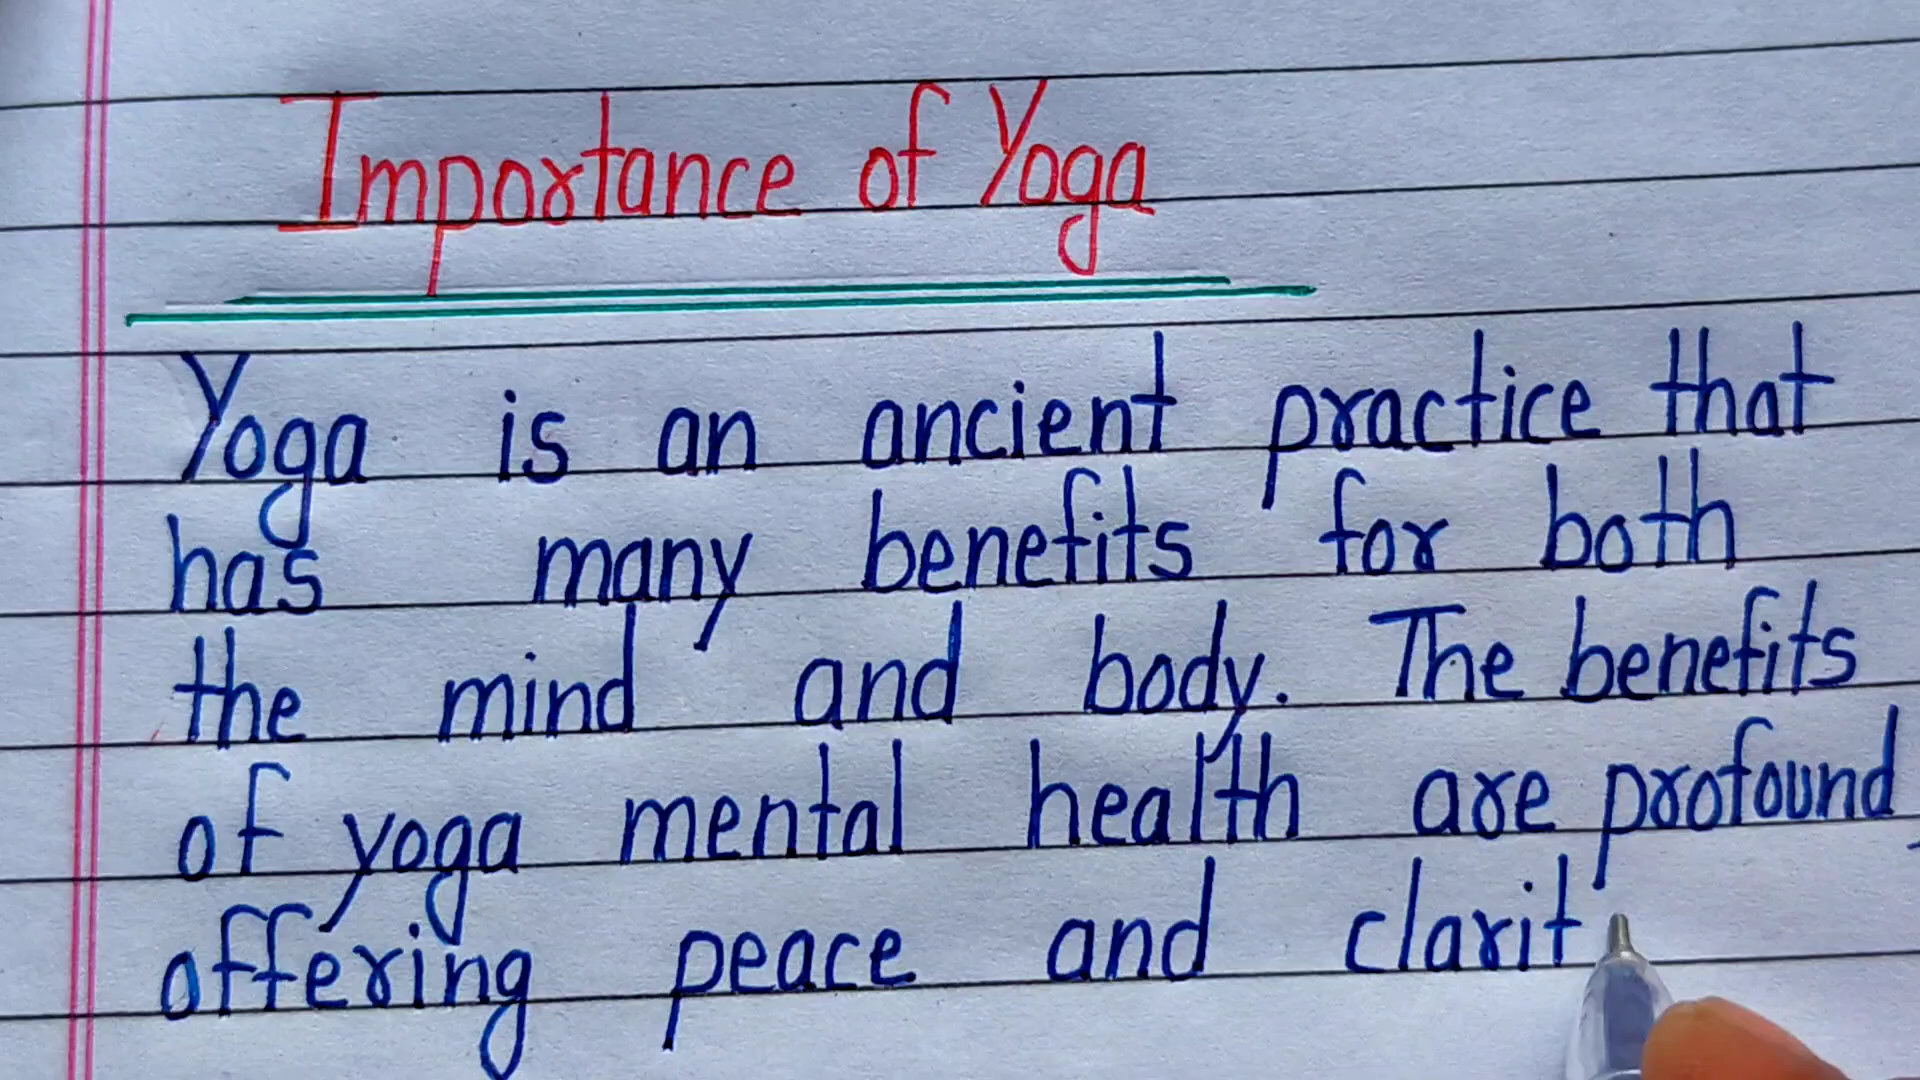 Importance of Yoga
Yoga is an ancient practice that
has many benefits for both
the mind and body. The benefits
of yoga mental health are profound
offering peace and clarit